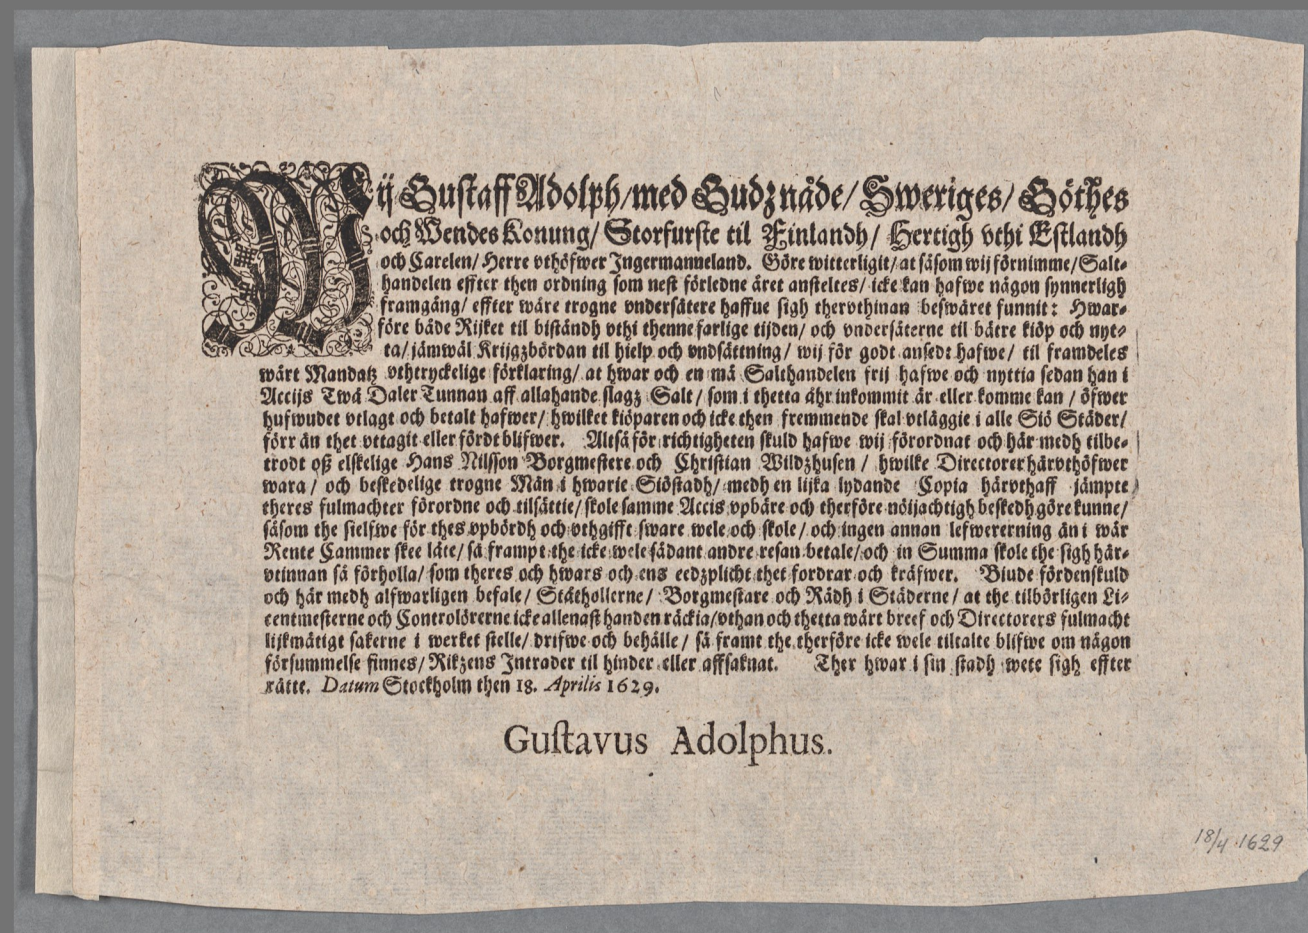 WIj Gustaff Adolph/med Gudz nåde/ Sweriges/ Göthes
och Wendes Konung/ Storfurste til Finlandh/ Hertigh vthi Estlandh
och Carelen/ Herre vthöfwer Jngermanneland. Göre witterligit/ at såsom wij förnimme/ Salt-
handelen effter then ordning som nest förledne året ansteltes/ icke kan hafwe någon synnerligh
framgång/ effter wåre trogne vndersåtere haffue sigh thervthinan beswäret funnit: Hwar-
före både Rijket til biståndh vthi thenne farlige tijden/ och vndersåterne til bätre kiöp och nyt-
ta/ jämwäl Krijgzbördan til hielp och vndsättning/ wij för godt ansedt hafwe/ til framdeles
wårt Mandatz vthtryckelige förklaring/ at hwar och en må Salthandelen frij hafwe och nyttia sedan han i
Accijs Twå Daler Tunnan aff allahande slagz Salt/ som i thetta åhr inkommit är eller komme kan / öfwer
hufwudet vtlagt och betalt hafwer/ hwilket kiöparen och icke then fremmende skal vtläggie i alle Siö Städer/
förr än thet vttagit eller fördt blifwer. Altså för richtigheten skuld hafwe wij förordnat och här medh tilbe-
trodt oß elskelige Hans Nilsson Borgmestere och Christian Wildzhusen / hwilke Directorer härvthöfwer
wara / och beskedelige trogne Män i hwarie Siöstadh/ medh en lijka lydande Copia härvthaff jämpte
theres fulmachter förordne och tilsättie/ skole samme Accis vpbäre och therföre nöijachtigh beskedh göre kunne/
såsom the sielfwe för thes vpbördh och vthgifft sware wele och skole/ och ingen annan lefwererning än i wår
Rente Cammer skee låte/ så frampt the icke wele sådant andre resan betale/ och in Summa skole the sigh här-
vtinnan så förholla/ som theres och hwars och ens eedzplicht thet fordrar och kräfwer. Biude fördenskuld
och här medh alfwarligen befale/ Ståthollerne/ Borgmestare och Rådh i Städerne/ at the tilbörligen Li-
centmesterne och Controlörerne icke allenast handen räckia/ vthan och thetta wårt breef och Directorers fulmacht
lijkmätigt sakerne i werket stelle/ drifwe och behålle/ så framt the therföre icke wele tiltalte blifwe om någon
försummelse finnes/ Rikzens Intrader til hinder eller affsaknat. Ther hwar i sin stadh wete sigh effter
rätte. Datum Stockholm then 18. Aprilis 1629.
Gustavus Adolphus.
18/4 1629